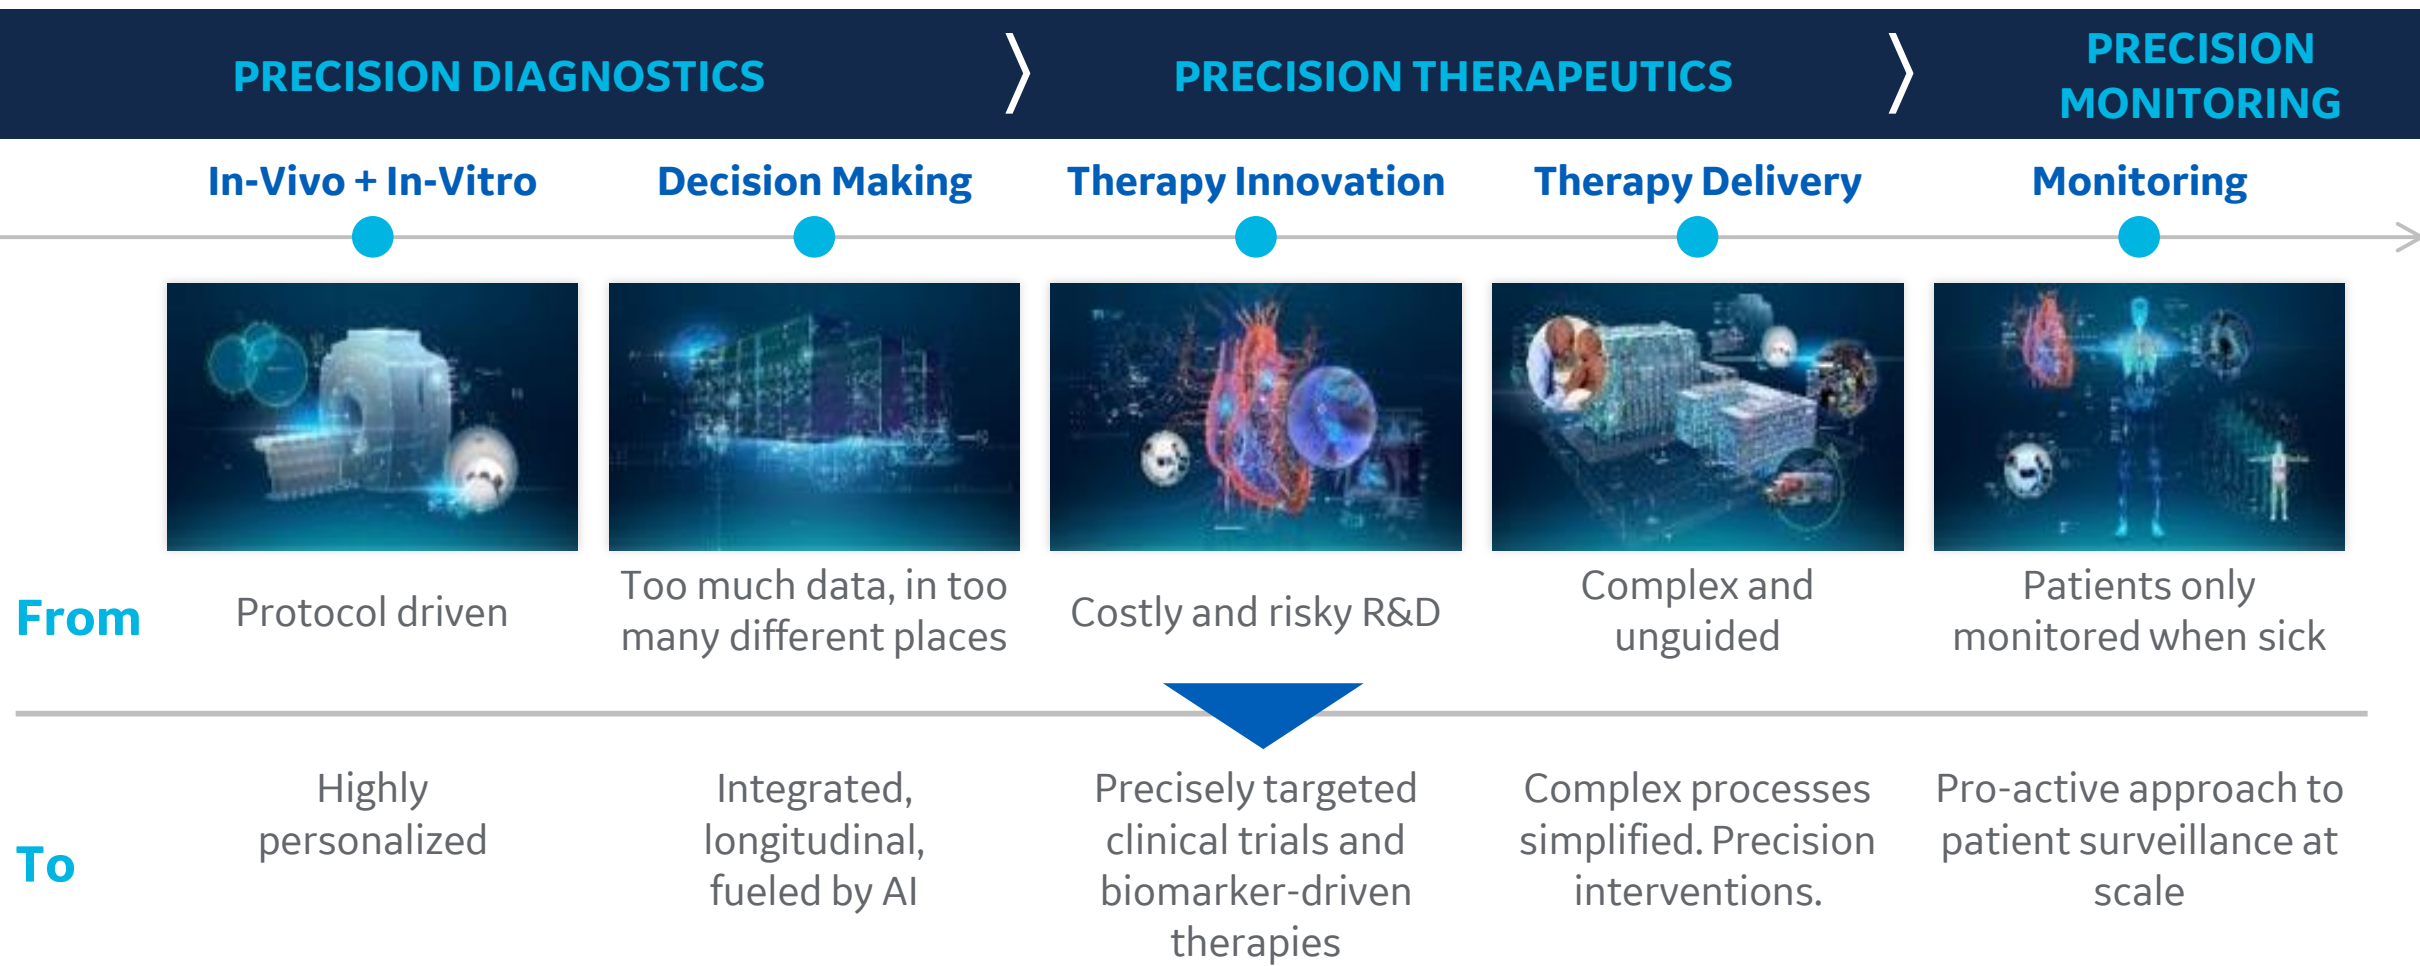 PRECISION DIAGNOSTICS
PRECISION THERAPEUTICS
PRECISION
MONITORING
In-Vivo + In-Vitro
Decision Making
Therapy Innovation
Therapy Delivery
Monitoring
From
Protocol driven
Too much data, in too
many different places
Costly and risky R&D
Complex and
unguided
Patients only
monitored when sick
To
Highly
personalized
Integrated,
longitudinal,
fueled by AI
Precisely targeted
clinical trials and
biomarker-driven
therapies
Complex processes
simplified. Precision
interventions.
Pro-active approach to
patient surveillance at
scale